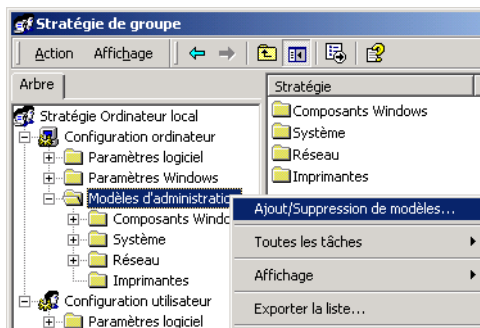 Stratégie de groupe
Action Affichage
Arbre
Stratégie Ordinateur local
Configuration ordinateur
Paramètres logiciel
Paramètres Windows
Modèles d'administratio
Composants Windo
Système
Réseau
Imprimantes
Configuration utilisateur
Paramètres logiciel
Stratégie
Composants Windows
Système
Réseau
Imprimantes
Ajout/Suppression de modèles...
Toutes les tâches
Affichage
Exporter la liste...